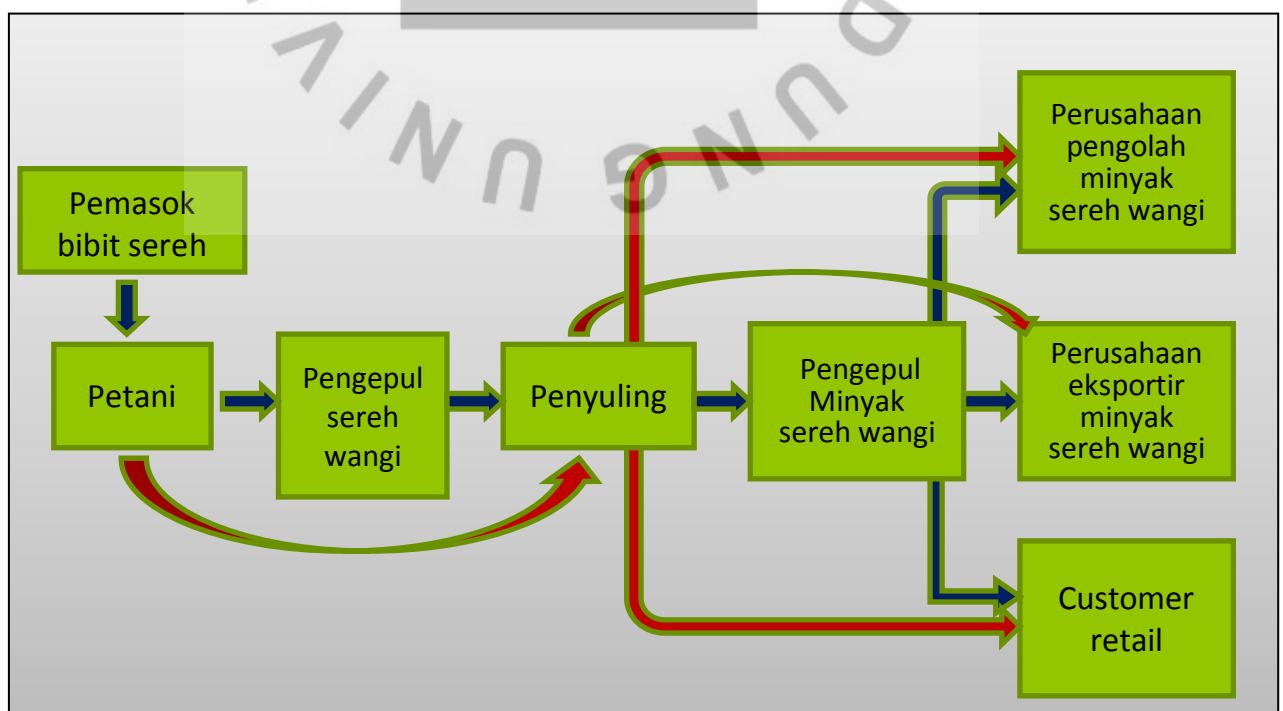 Pemasok
bibit sereh
Petani
Pengepul
sereh
wangi
Penyuling
Pengepul
Minyak
sereh wangi
Perusahaan
pengolah
minyak
sereh wangi
Perusahaan
eksportir
minyak
sereh wangi
Customer
retail